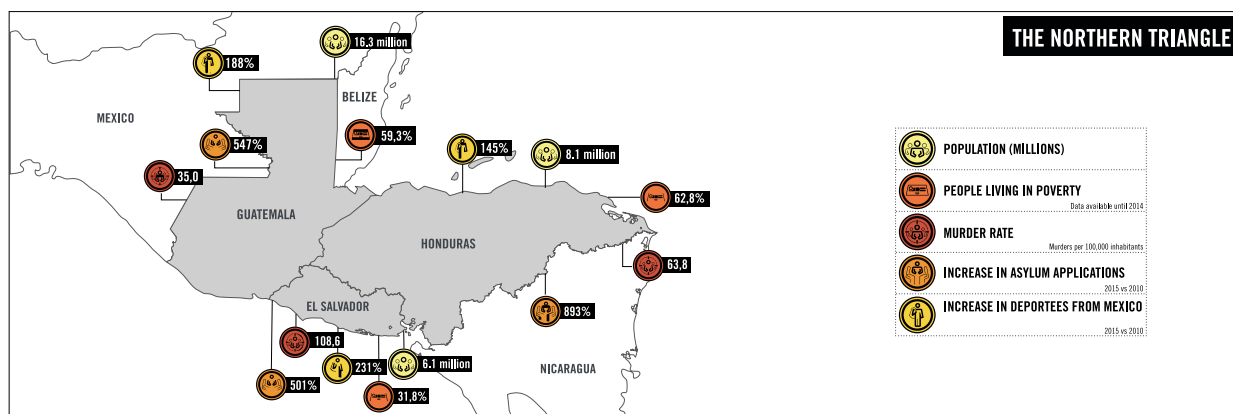 THE NORTHERN TRIANGLE
16.3 million
188%
BELIZE
MEXICO
59,3%
547%
145%
8.1 million
35,0
62,8%
GUATEMALA
HONDURAS
63,8
EL SALVADOR
893%
108,6
231%
6.1 million
NICARAGUA
501%
31,8%
POPULATION (MILLIONS)
PEOPLE LIVING IN POVERTY
Data available until 2014
MURDER RATE
Murders per 100,000 inhabitants
INCREASE IN ASYLUM APPLICATIONS
2015 vs 2010
INCREASE IN DEPORTEES FROM MEXICO
2015 vs 2010